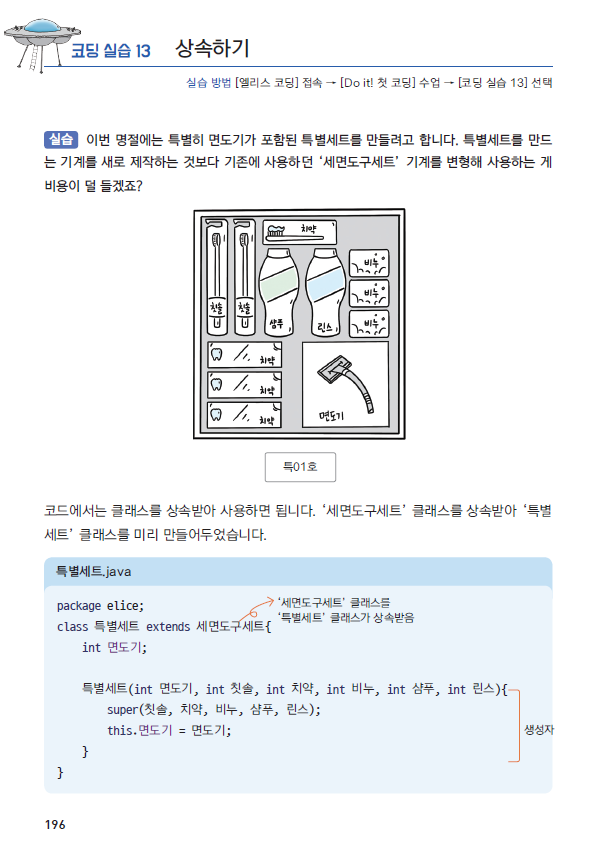 코딩 실습 13 상속하기
실습 방법 [엘리스 코딩] 접속 → [Do it! 첫 코딩] 수업 → [코딩 실습 13] 선택
실습 이번 명절에는 특별히 면도기가 포함된 특별세트를 만들려고 합니다. 특별세트를 만드
는 기계를 새로 제작하는 것보다 기존에 사용하던 ‘세면도구세트’ 기계를 변형해 사용하는 게
비용이 덜 들겠죠?
치약
칫솔
칫솔
샴푸
린스
비누
비누
비누
치약
치약
치약
면도기
특01호
코드에서는 클래스를 상속받아 사용하면 됩니다. ‘세면도구세트’ 클래스를 상속받아 ‘특별
세트’ 클래스를 미리 만들어두었습니다.
특별세트.java
package elice;
‘세면도구세트’ 클래스를
‘특별세트’ 클래스가 상속받음
class 특별세트 extends 세면도구세트{
int 면도기;
특별세트(int 면도기, int 칫솔, int 치약, int 비누, int 샴푸, int 린스){
super(칫솔, 치약, 비누, 샴푸, 린스);
this.면도기 = 면도기;
생성자
}
}
196